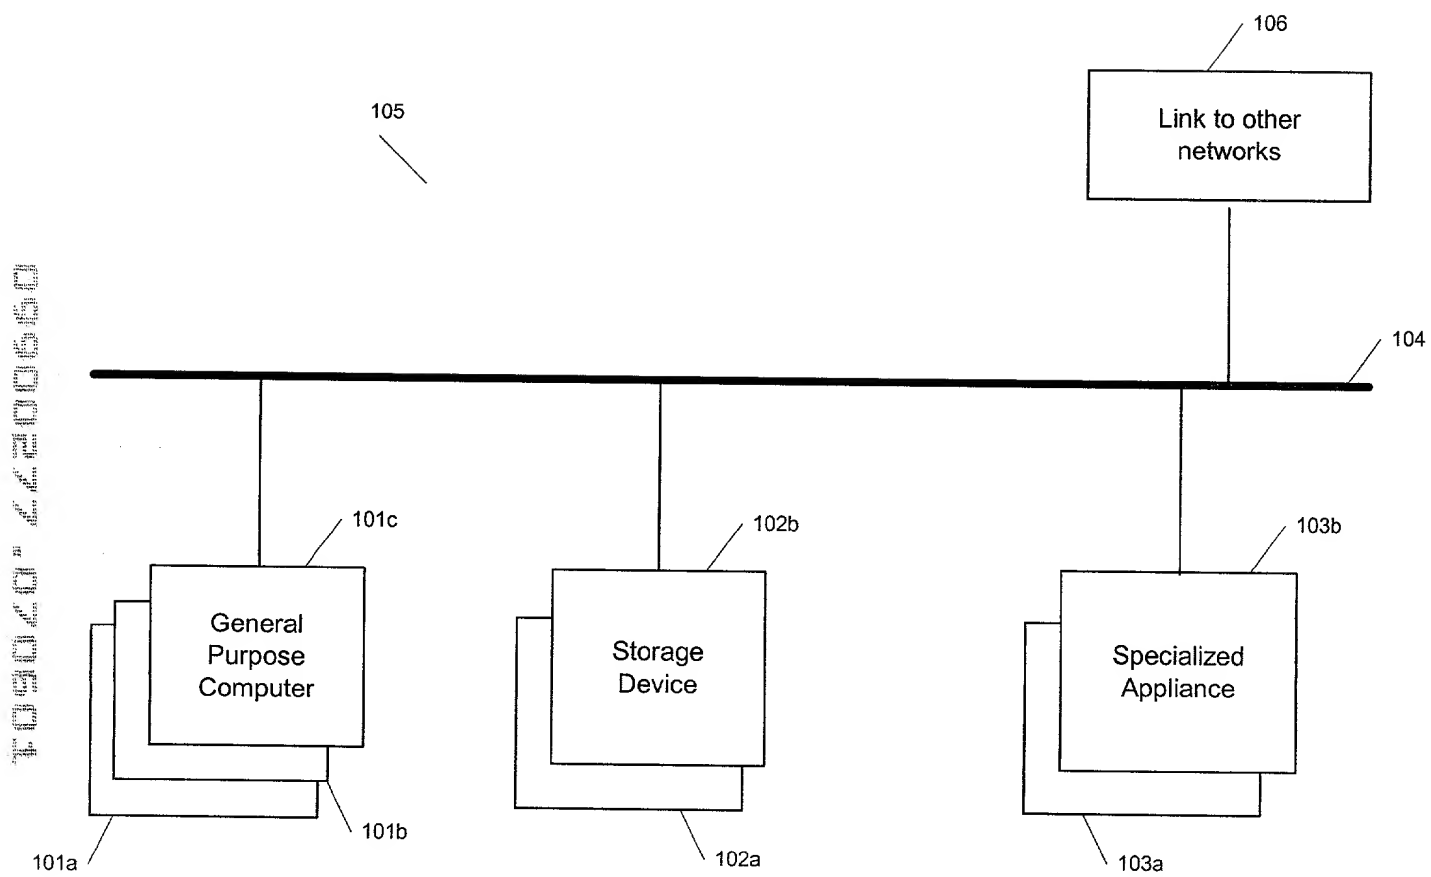 106
105
Link to other
networks
104
101c
102b
103b
General
Purpose
Computer
Storage
Device
Specialized
Appliance
101b
101a
102a
103a